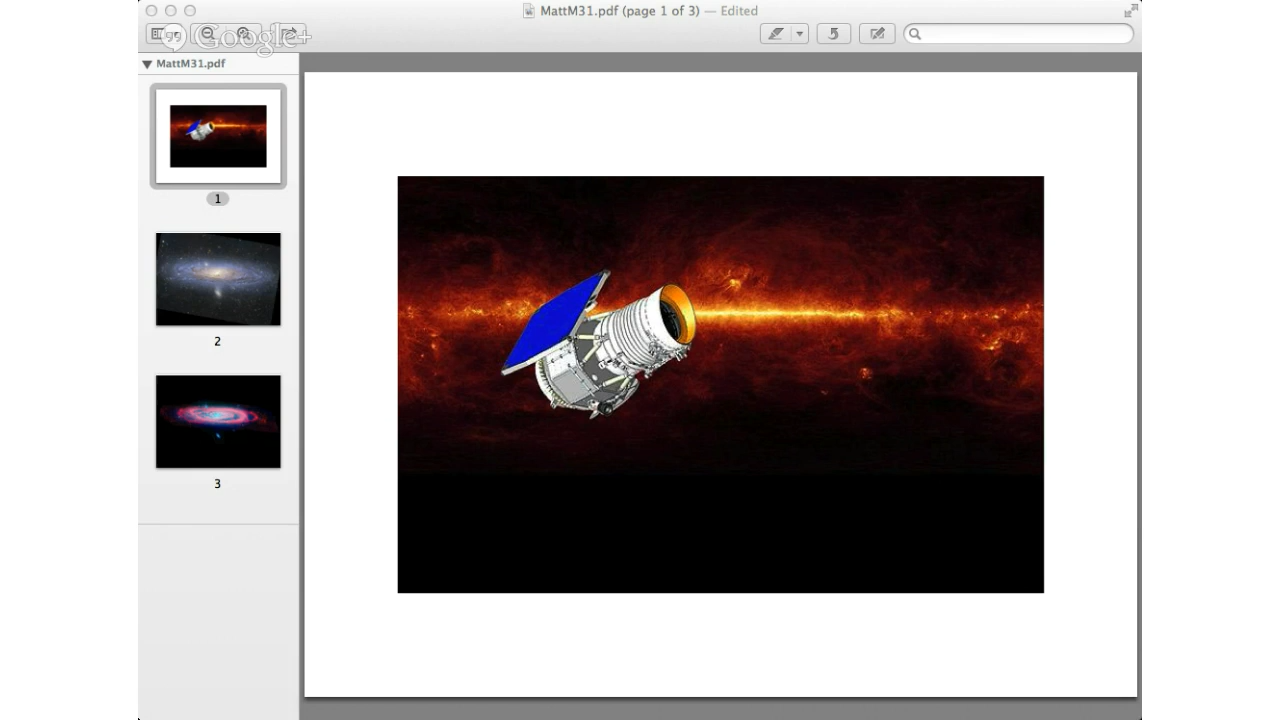 MattM31.pdf (page 1 of 3) — Edited
Google+
MattM31.pdf
1
2
3